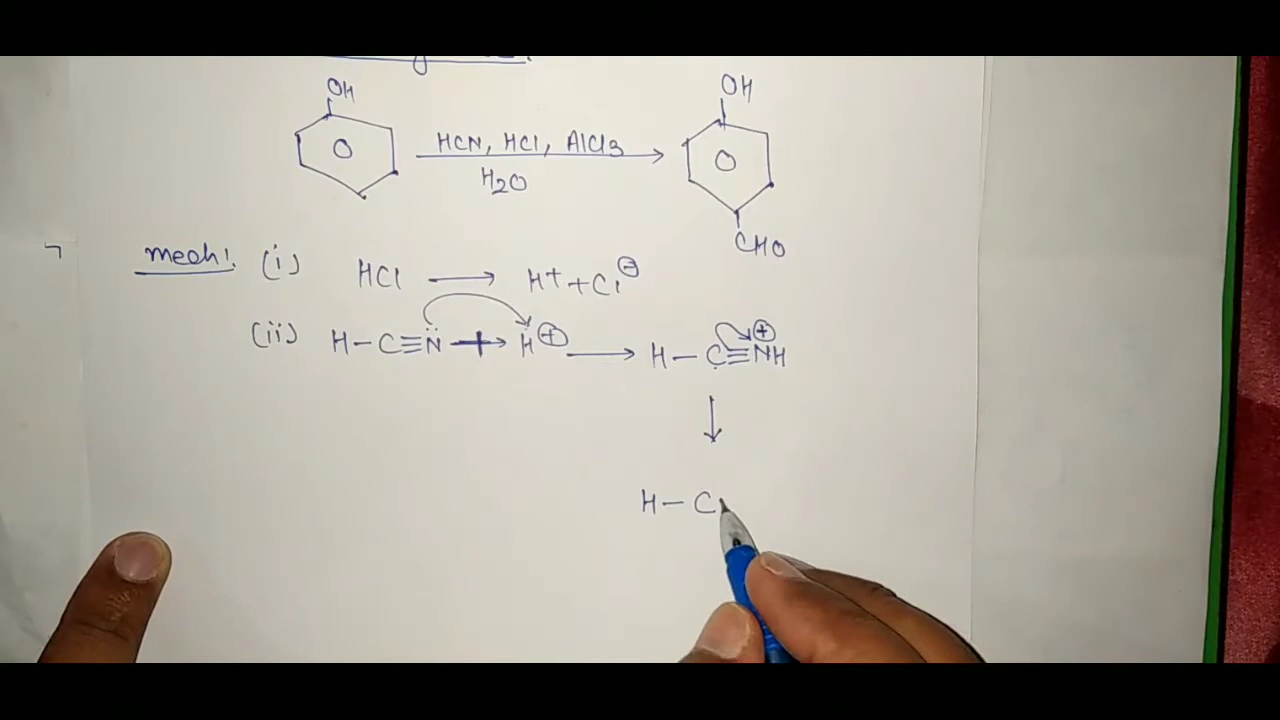 OH OH
HCN, HCl, AlCl3
H2O
CHO
mech! (i) HCl → H+ + Cl⊖
(ii) H-C≡N̈ + → H⊕ → H-C≡N⊕H
↓
H-C